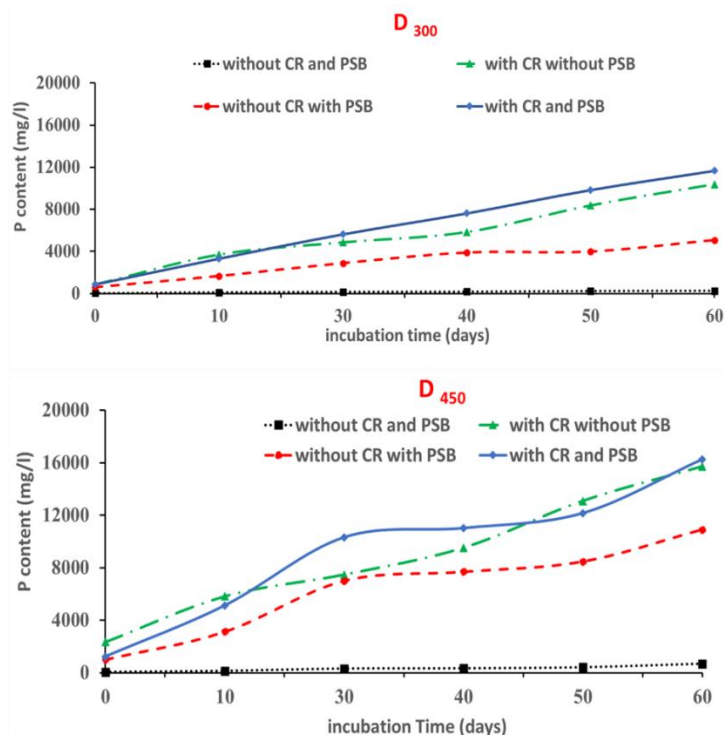 D 300
without CR and PSB
with CR without PSB
without CR with PSB
with CR and PSB
20000
16000
12000
8000
4000
0
P content (mg/l)
0 10 30 40 50 60
incubation time (days)
D 450
without CR and PSB
with CR without PSB
without CR with PSB
with CR and PSB
20000
16000
12000
8000
4000
0
P content (mg/l)
0 10 30 40 50 60
incubation Time (days)